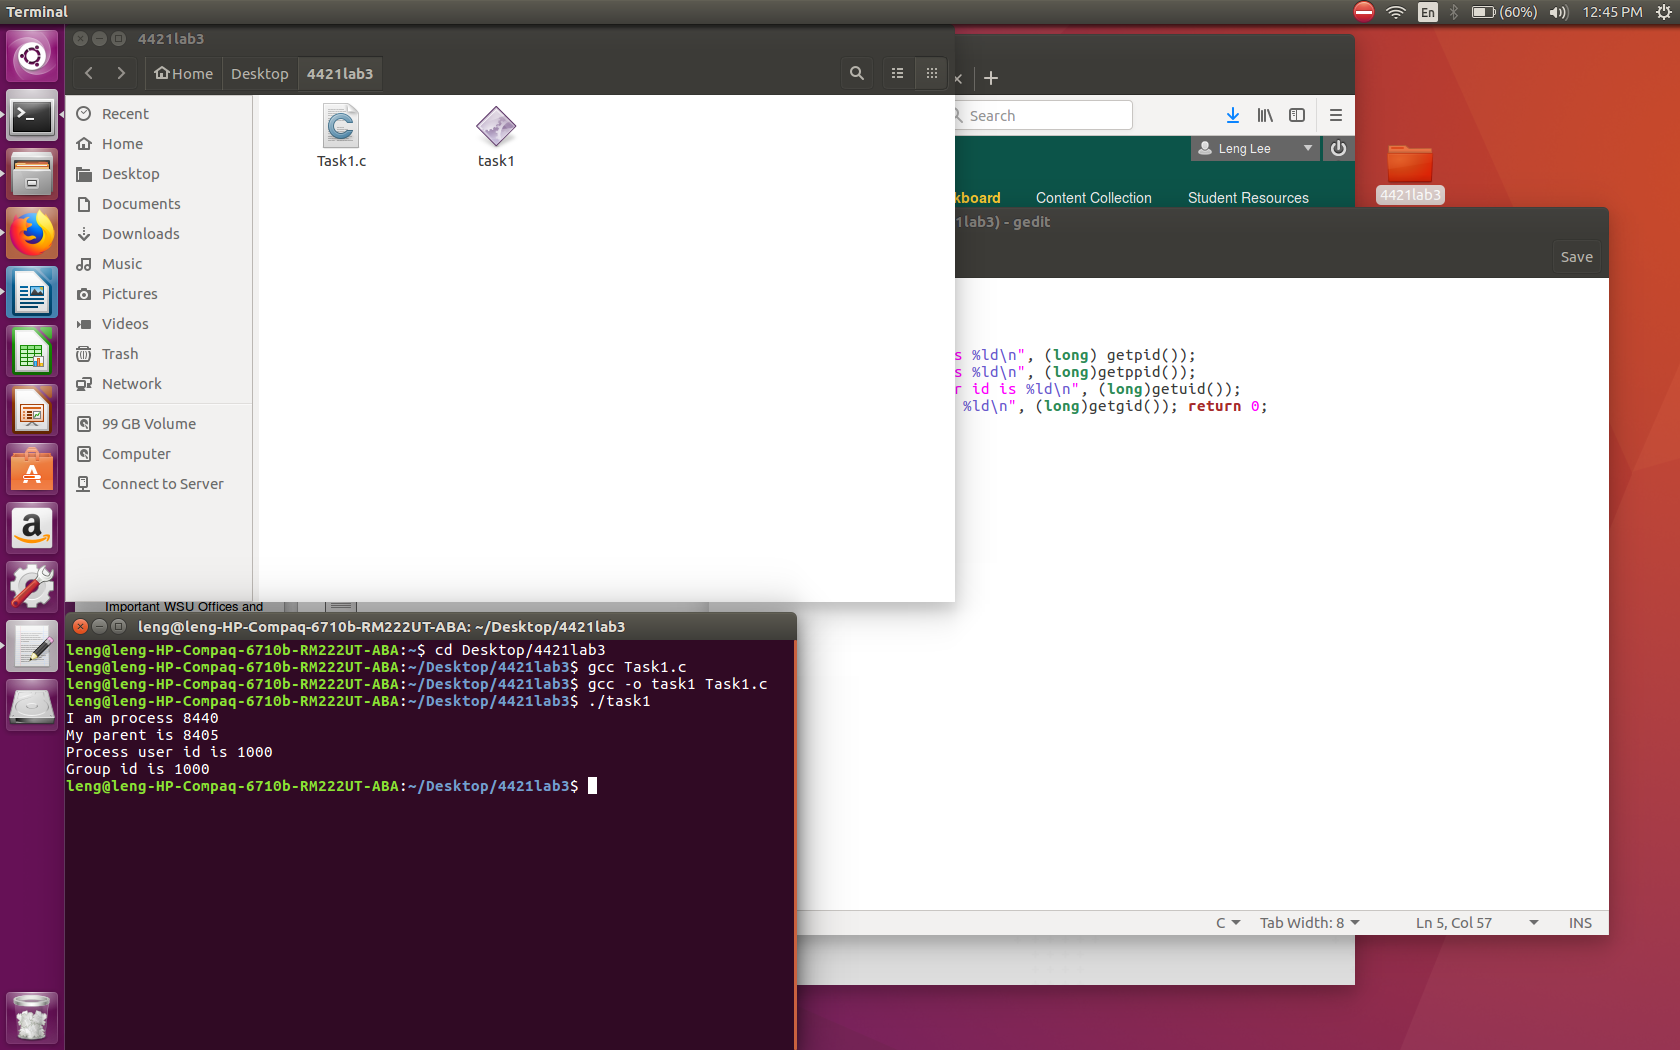 Terminal
En
(60%)
12:45 PM
4421lab3
Home
Desktop
4421lab3
Recent
Home
Desktop
Documents
Downloads
Music
Pictures
Videos
Trash
Network
99 GB Volume
Computer
Connect to Server
Task1.c
task1
Search
Leng Lee
kboard
Content Collection
Student Resources
4421lab3
1lab3) - gedit
Save
s %ld\n", (long) getpid());
s %ld\n", (long)getppid());
r id is %ld\n", (long)getuid());
%ld\n", (long)getgid()); return 0;
C
Tab Width: 8
Ln 5, Col 57
INS
Important WSU Offices and
leng@leng-HP-Compaq-6710b-RM222UT-ABA: ~/Desktop/4421lab3
leng@leng-HP-Compaq-6710b-RM222UT-ABA:~$ cd Desktop/4421lab3
leng@leng-HP-Compaq-6710b-RM222UT-ABA:~/Desktop/4421lab3$ gcc Task1.c
leng@leng-HP-Compaq-6710b-RM222UT-ABA:~/Desktop/4421lab3$ gcc -o task1 Task1.c
leng@leng-HP-Compaq-6710b-RM222UT-ABA:~/Desktop/4421lab3$ ./task1
I am process 8440
My parent is 8405
Process user id is 1000
Group id is 1000
leng@leng-HP-Compaq-6710b-RM222UT-ABA:~/Desktop/4421lab3$